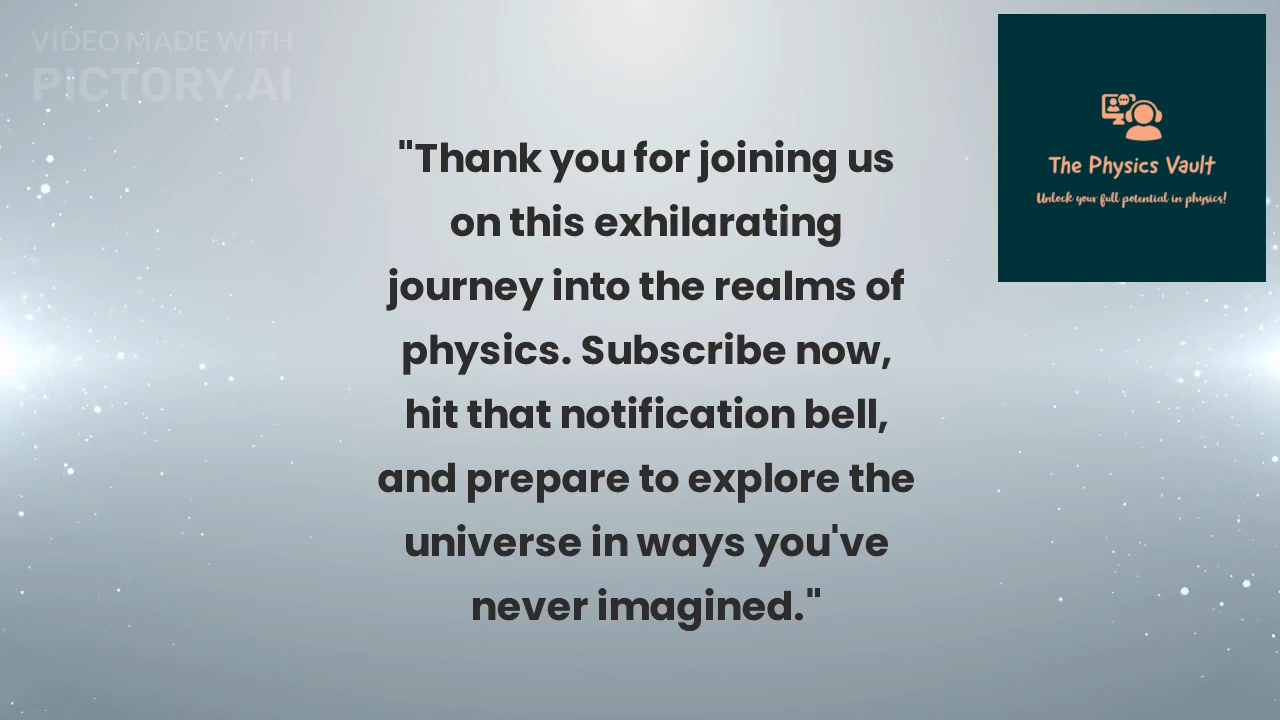 VIDEO MADE WITH
PICTORY.AI
The Physics Vault
Unlock your full potential in physics!
"Thank you for joining us
on this exhilarating
journey into the realms of
physics. Subscribe now,
hit that notification bell,
and prepare to explore the
universe in ways you've
never imagined."